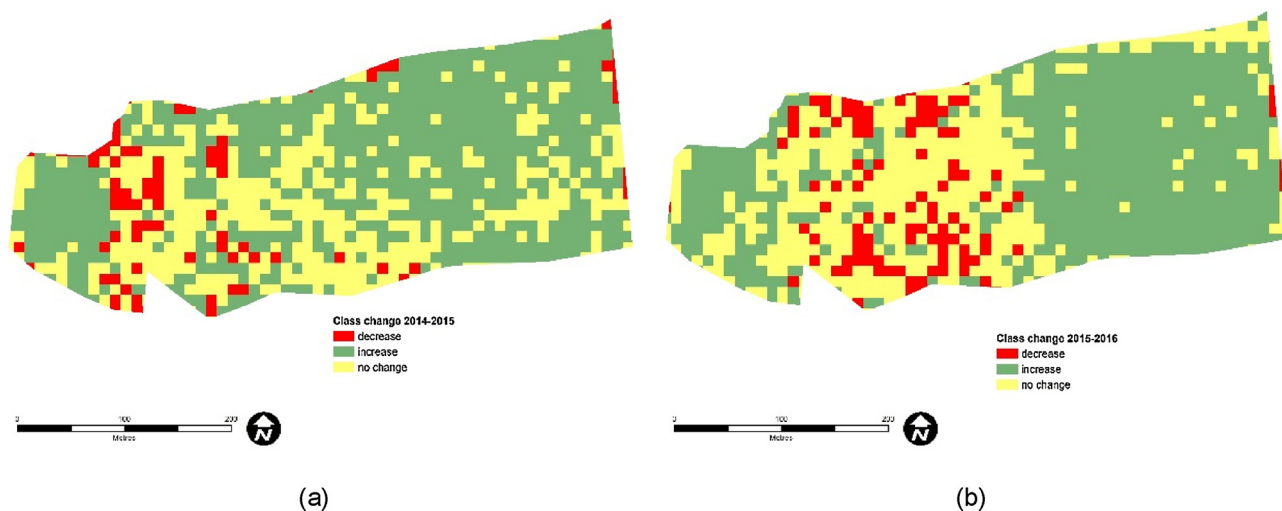 Class change 2014-2015
decrease
increase
no change
0 100 200
Metres
N
(a)
Class change 2015-2016
decrease
increase
no change
0 100 200
Metres
N
(b)